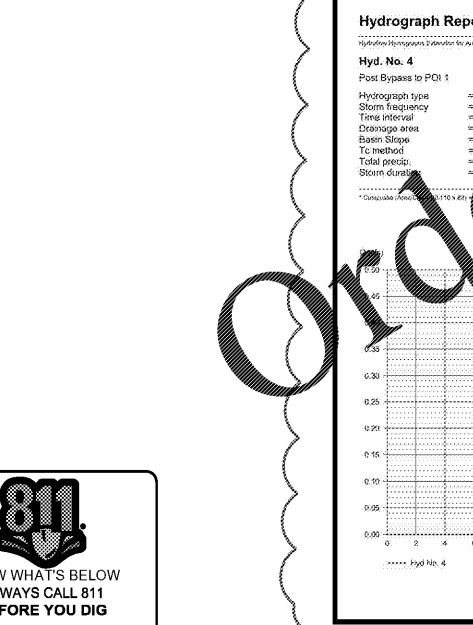 Hydrograph Repo
Hyd. No. 4
Post Bypass to POI 1
Hydrograph type =
Storm frequency =
Time interval =
Drainage area =
Basin Slope =
Tc method =
Total precip. =
Storm duration =
Ord
0.50
0.45
0.35
0.30
0.25
0.20
0.15
0.10
0.05
0.00
0 2 4
Hyd No. 4
811.
W WHAT'S BELOW
WAYS CALL 811
FORE YOU DIG